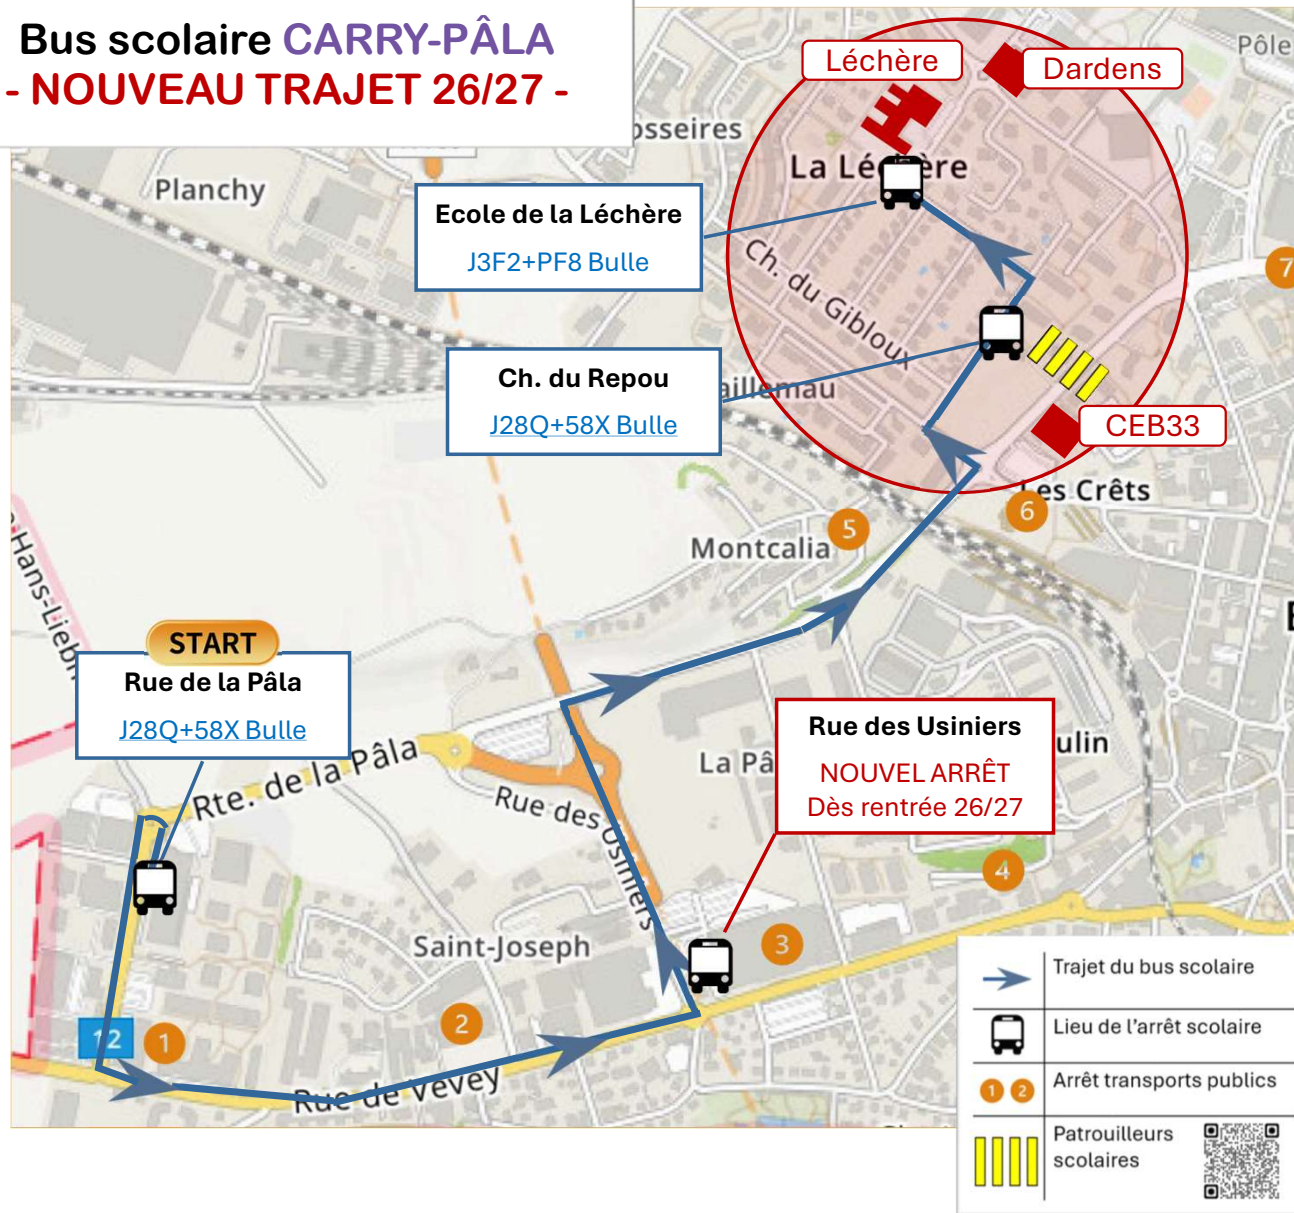 Bus scolaire CARRY-PÂLA
- NOUVEAU TRAJET 26/27 -
Léchère
Dardens
Pôle
osseires
Planchy
La Léchère
Ecole de la Léchère
J3F2+PF8 Bulle
Ch. du Gibloux
7
Ch. du Repou
J28Q+58X Bulle
aillemau
CEB33
Les Crêts
6
5
Montcalia
Hans-Liebh
START
Rue de la Pâla
J28Q+58X Bulle
Rte. de la Pâla
Rue des Usiniers
La Pâ
ulin
Rue des Usiniers
NOUVEL ARRÊT
Dès rentrée 26/27
4
Saint-Joseph
3
2
12
1
Rue de Vevey
Trajet du bus scolaire
Lieu de l'arrêt scolaire
1 2
Arrêt transports publics
Patrouilleurs
scolaires